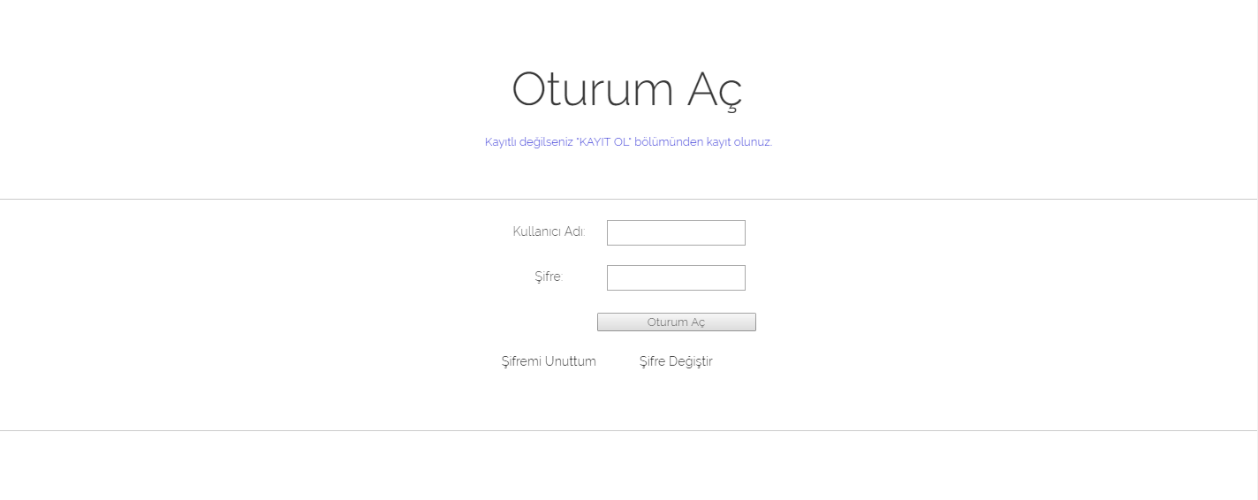 Oturum Aç
Kayıtlı değilseniz "KAYIT OL" bölümünden kayıt olunuz.
Kullanıcı Adı:
Şifre:
Oturum Aç
Şifremi Unuttum Şifre Değiştir